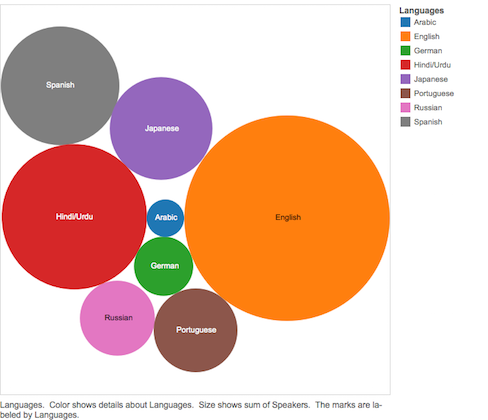 Languages
Arabic
English
German
Hindi/Urdu
Japanese
Portuguese
Russian
Spanish
Spanish
Japanese
Hindi/Urdu
Arabic
English
German
Russian
Portuguese
Languages.  Color shows details about Languages.  Size shows sum of Speakers.  The marks are la-
beled by Languages.